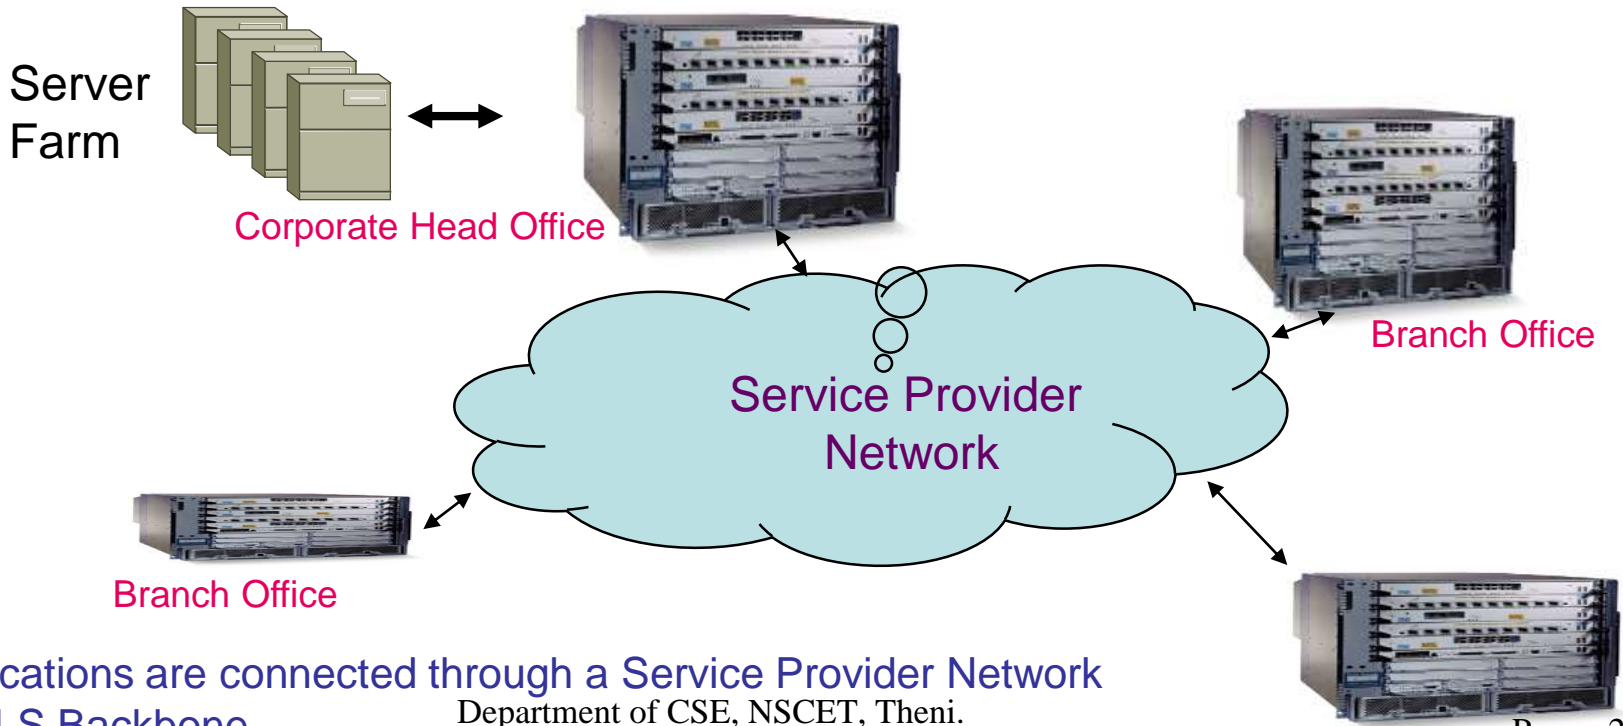 Server
Farm
Corporate Head Office
Branch Office
Service Provider
Network
Branch Office
cations are connected through a Service Provider Network
S Backbone
Department of CSE, NSCET, Theni.